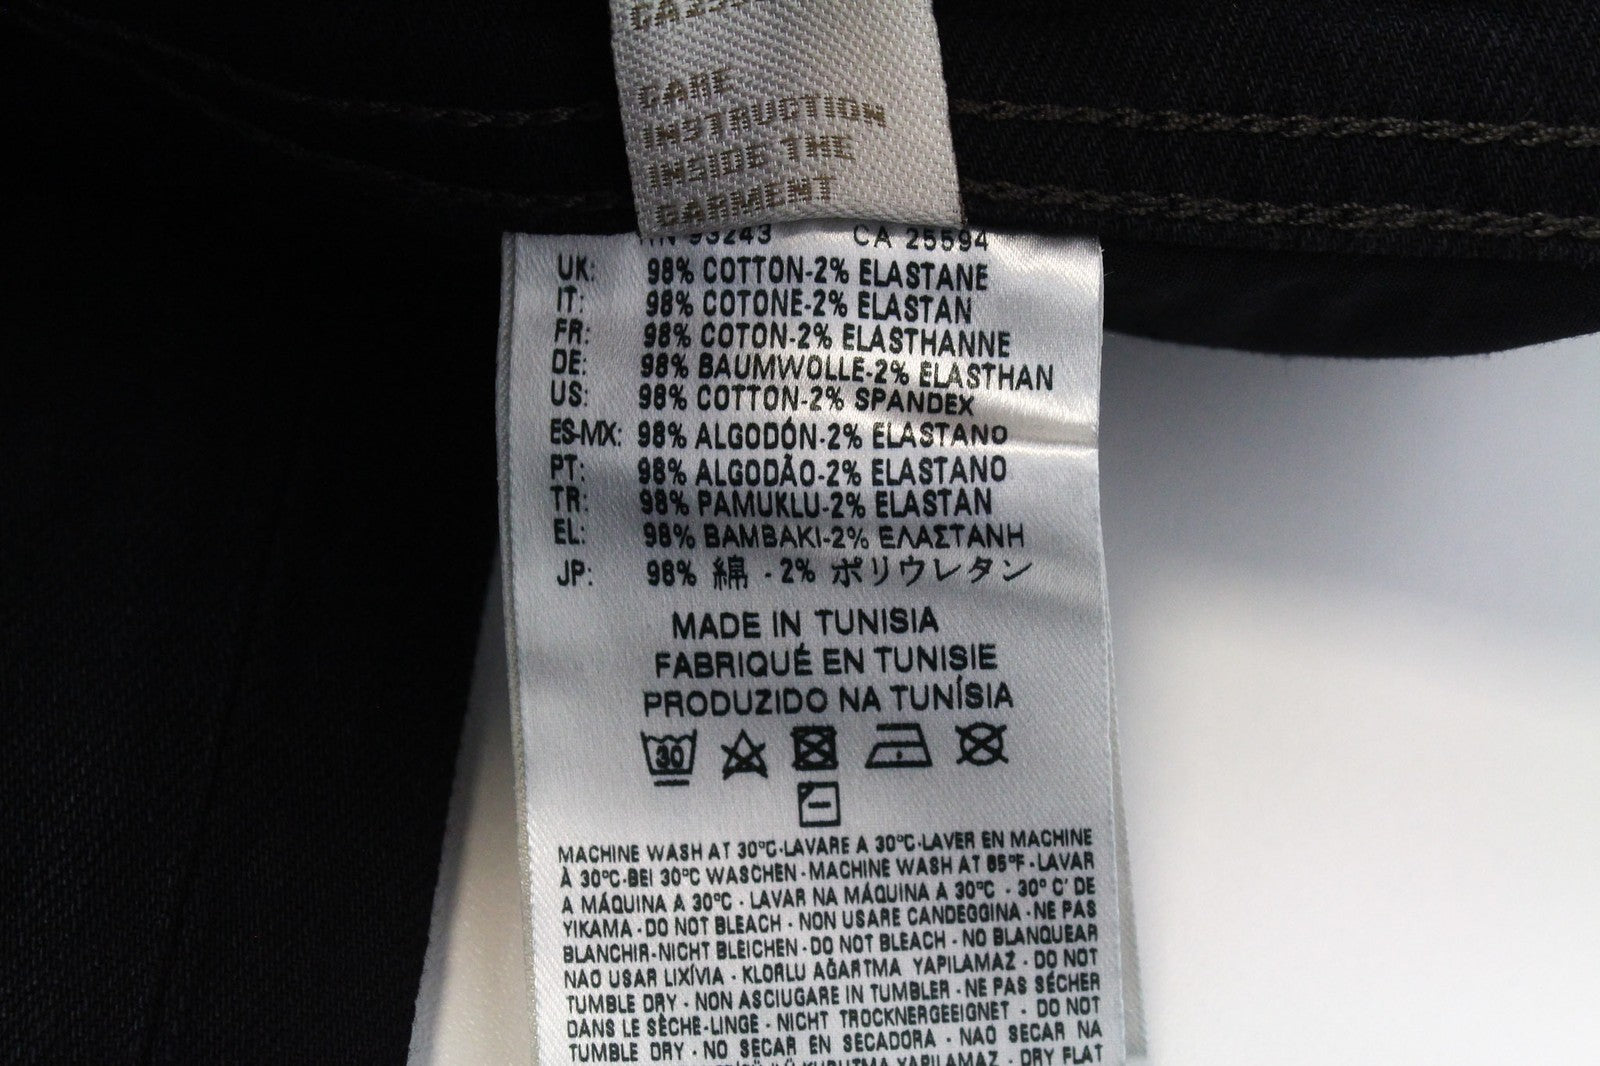 CARE
INSTRUCTION
INSIDE THE
GARMENT
RN 93243 CA 25594
UK: 98% COTTON-2% ELASTANE
IT: 98% COTONE-2% ELASTAN
FR: 98% COTON-2% ELASTHANNE
DE: 98% BAUMWOLLE-2% ELASTHAN
US: 98% COTTON-2% SPANDEX
ES-MX: 98% ALGODÓN-2% ELASTANO
PT: 98% ALGODÃO-2% ELASTANO
TR: 98% PAMUKLU-2% ELASTAN
EL: 98% ΒΑΜΒΑΚΙ-2% ΕΛΑΣΤΑΝΗ
JP: 98% 綿 - 2% ポリウレタン
MADE IN TUNISIA
FABRIQUÉ EN TUNISIE
PRODUZIDO NA TUNÍSIA
30
MACHINE WASH AT 30°C-LAVARE A 30°C-LAVER EN MACHINE
À 30°C-BEI 30°C WASCHEN - MACHINE WASH AT 85°F - LAVAR
A MÁQUINA A 30°C - LAVAR NA MÁQUINA A 30°C - 30° C' DE
YIKAMA - DO NOT BLEACH - NON USARE CANDEGGINA - NE PAS
BLANCHIR-NICHT BLEICHEN - DO NOT BLEACH - NO BLANQUEAR
NAO USAR LIXÍVIA - KLORLU AĞARTMA YAPILAMAZ - DO NOT
TUMBLE DRY - NON ASCIUGARE IN TUMBLER - NE PAS SÉCHER
DANS LE SÈCHE-LINGE - NICHT TROCKNERGEEIGNET - DO NOT
TUMBLE DRY - NO SECAR EN SECADORA - NAO SECAR NA
KURUTMA YAPILAMAZ - DRY FLAT